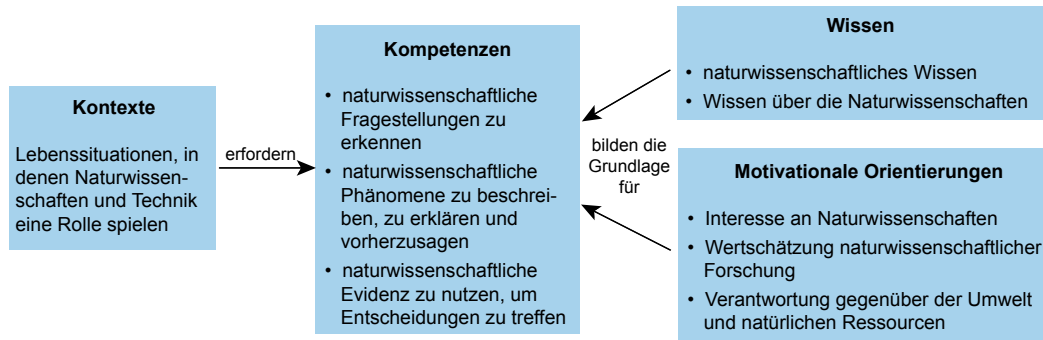 Kontexte
Lebenssituationen, in
denen Naturwissen-
schaften und Technik
eine Rolle spielen
erfordern
Kompetenzen
• naturwissenschaftliche
Fragestellungen zu
erkennen
• naturwissenschaftliche
Phänomene zu beschrei-
ben, zu erklären und
vorherzusagen
• naturwissenschaftliche
Evidenz zu nutzen, um
Entscheidungen zu treffen
bilden die
Grundlage
für
Wissen
• naturwissenschaftliches Wissen
• Wissen über die Naturwissenschaften
Motivationale Orientierungen
• Interesse an Naturwissenschaften
• Wertschätzung naturwissenschaftlicher
Forschung
• Verantwortung gegenüber der Umwelt
und natürlichen Ressourcen